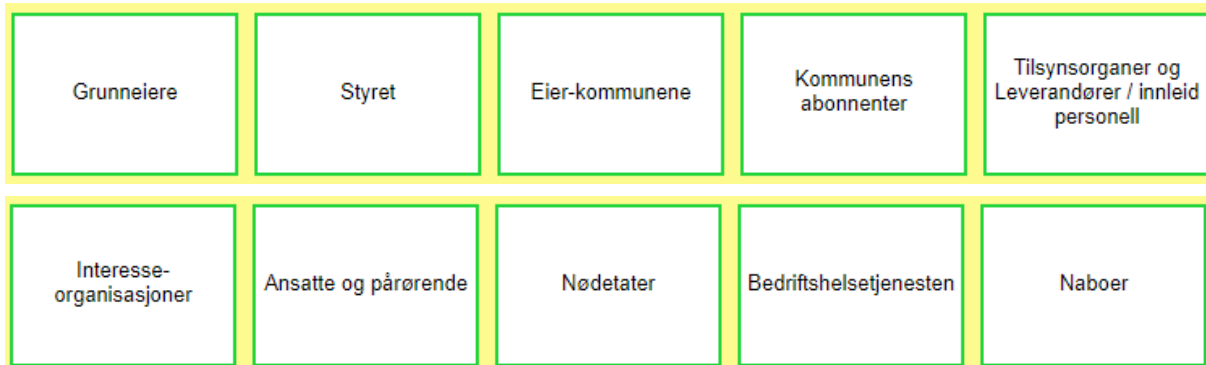 Grunneiere
Styret
Eier-kommunene
Kommunens
abonnenter
Tilsynsorganer og
Leverandører / innleid
personell
Interesse-
organisasjoner
Ansatte og pårørende
Nødetater
Bedriftshelsetjenesten
Naboer